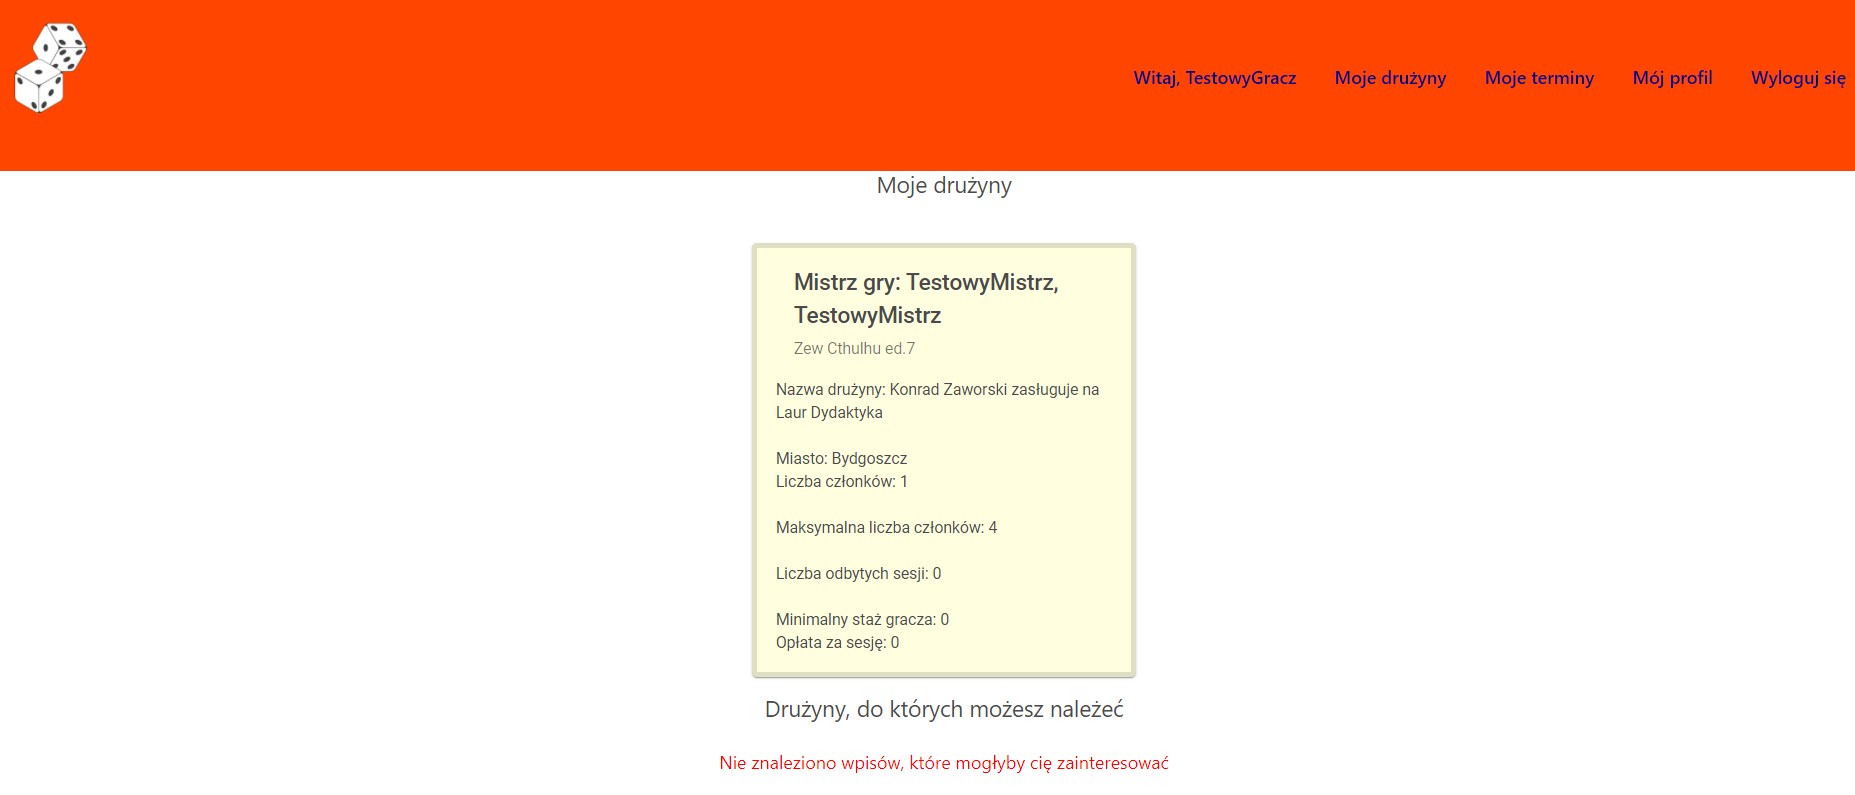 Witaj, TestowyGracz Moje drużyny Moje terminy Mój profil Wyloguj się
Moje drużyny
Mistrz gry: TestowyMistrz,
TestowyMistrz
Zew Cthulhu ed.7
Nazwa drużyny: Konrad Zaworski zasługuje na
Laur Dydaktyka
Miasto: Bydgoszcz
Liczba członków: 1
Maksymalna liczba członków: 4
Liczba odbytych sesji: 0
Minimalny staż gracza: 0
Opłata za sesję: 0
Drużyny, do których możesz należeć
Nie znaleziono wpisów, które mogłyby cię zainteresować